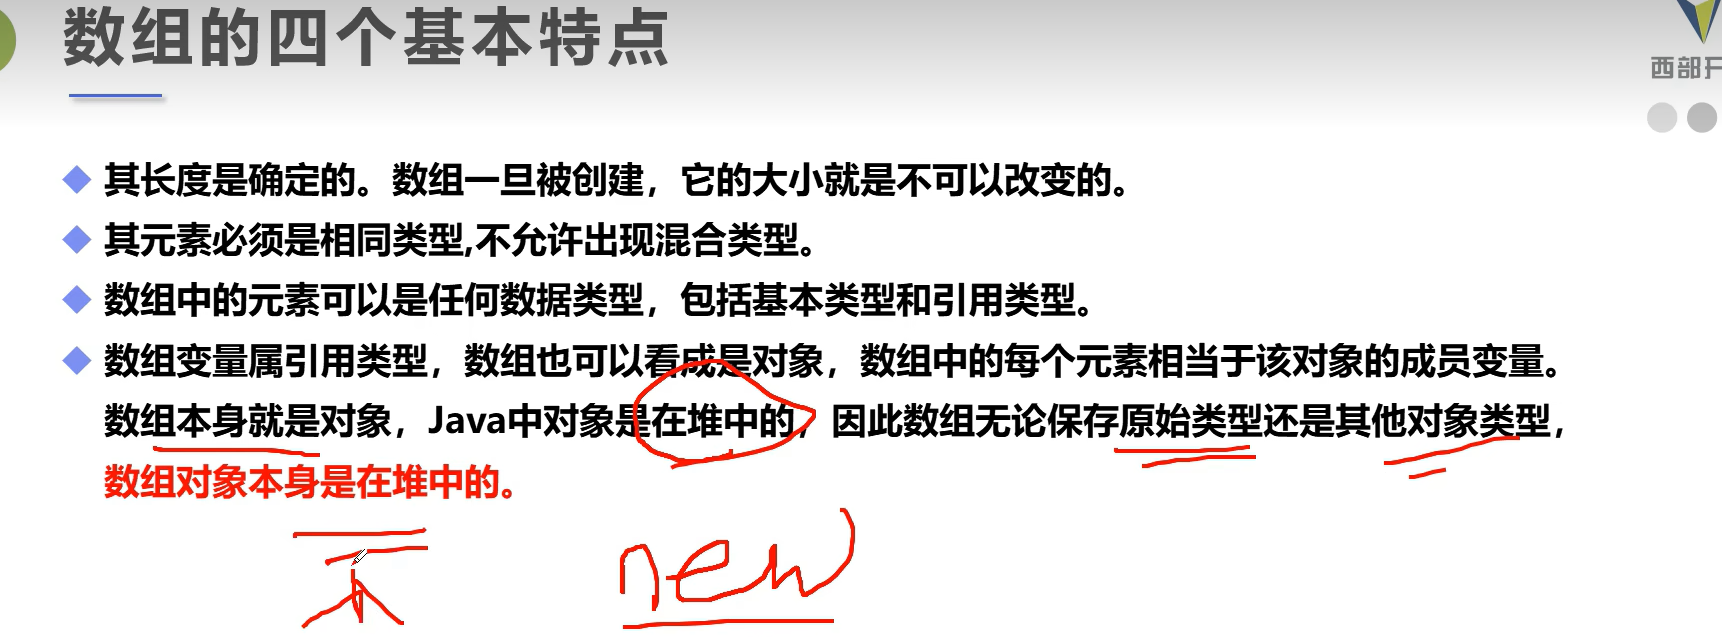 数组的四个基本特点
西部开
其长度是确定的。数组一旦被创建，它的大小就是不可以改变的。
其元素必须是相同类型,不允许出现混合类型。
数组中的元素可以是任何数据类型，包括基本类型和引用类型。
数组变量属引用类型，数组也可以看成是对象，数组中的每个元素相当于该对象的成员变量。
数组本身就是对象，Java中对象是在堆中的，因此数组无论保存原始类型还是其他对象类型，
数组对象本身是在堆中的。
new